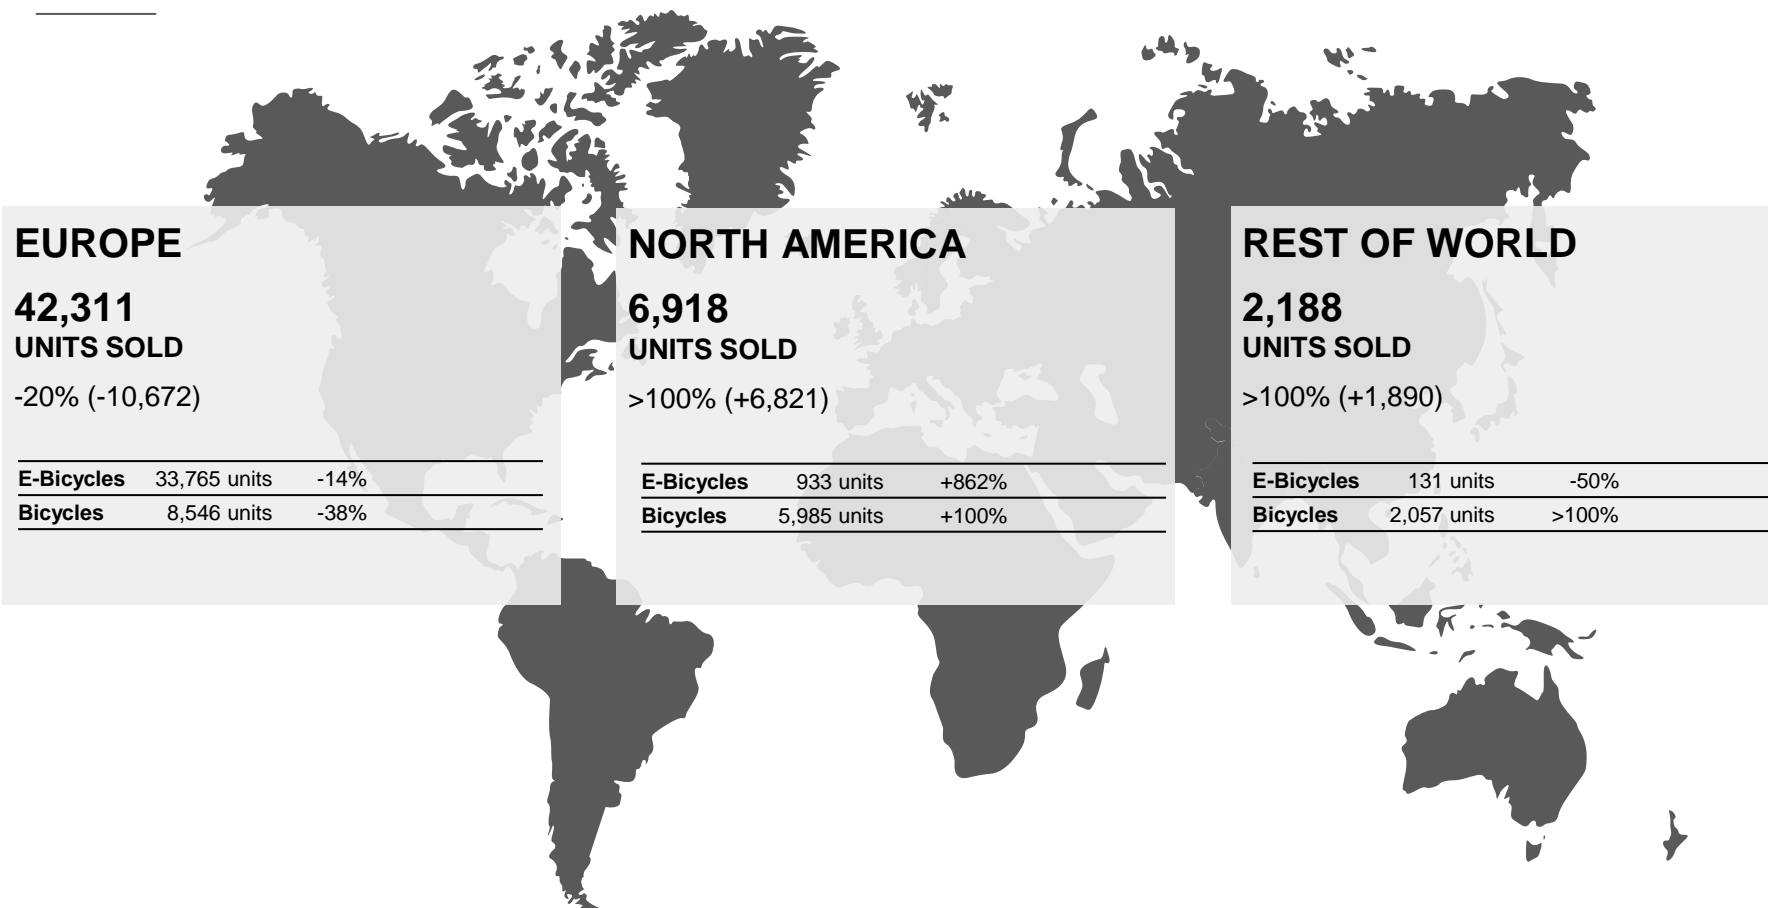 EUROPE
42,311
UNITS SOLD
-20% (-10,672)
E-Bicycles 33,765 units -14%
Bicycles 8,546 units -38%
NORTH AMERICA
6,918
UNITS SOLD
>100% (+6,821)
E-Bicycles 933 units +862%
Bicycles 5,985 units +100%
REST OF WORLD
2,188
UNITS SOLD
>100% (+1,890)
E-Bicycles 131 units -50%
Bicycles 2,057 units >100%